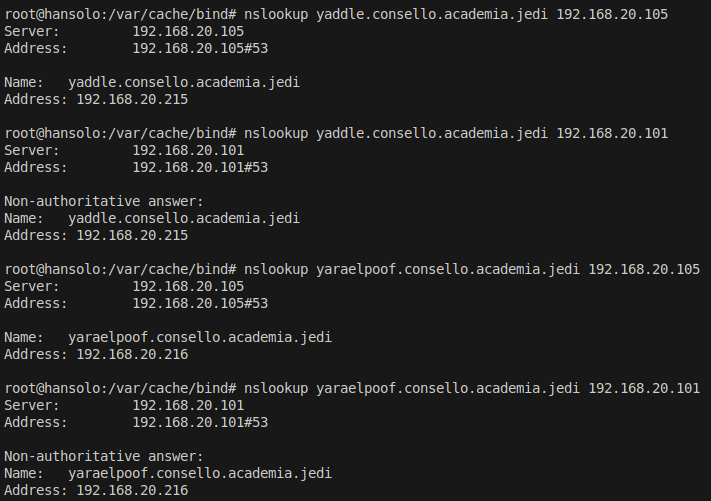 root@hansolo:/var/cache/bind# nslookup yaddle.consello.academia.jedi 192.168.20.105
Server:         192.168.20.105
Address:        192.168.20.105#53

Name:   yaddle.consello.academia.jedi
Address: 192.168.20.215

root@hansolo:/var/cache/bind# nslookup yaddle.consello.academia.jedi 192.168.20.101
Server:         192.168.20.101
Address:        192.168.20.101#53

Non-authoritative answer:
Name:   yaddle.consello.academia.jedi
Address: 192.168.20.215

root@hansolo:/var/cache/bind# nslookup yaraelpoof.consello.academia.jedi 192.168.20.105
Server:         192.168.20.105
Address:        192.168.20.105#53

Name:   yaraelpoof.consello.academia.jedi
Address: 192.168.20.216

root@hansolo:/var/cache/bind# nslookup yaraelpoof.consello.academia.jedi 192.168.20.101
Server:         192.168.20.101
Address:        192.168.20.101#53

Non-authoritative answer:
Name:   yaraelpoof.consello.academia.jedi
Address: 192.168.20.216